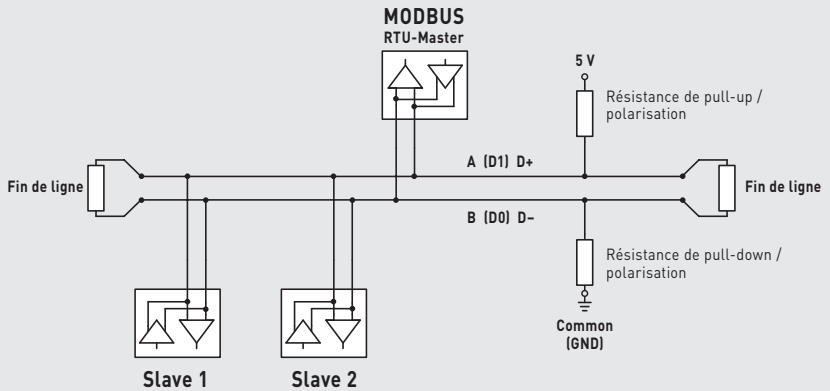 MODBUS
RTU-Master
5 V
Résistance de pull-up /
polarisation
A (D1) D+
Fin de ligne
Fin de ligne
B (D0) D–
Résistance de pull-down /
polarisation
Common
(GND)
Slave 1
Slave 2